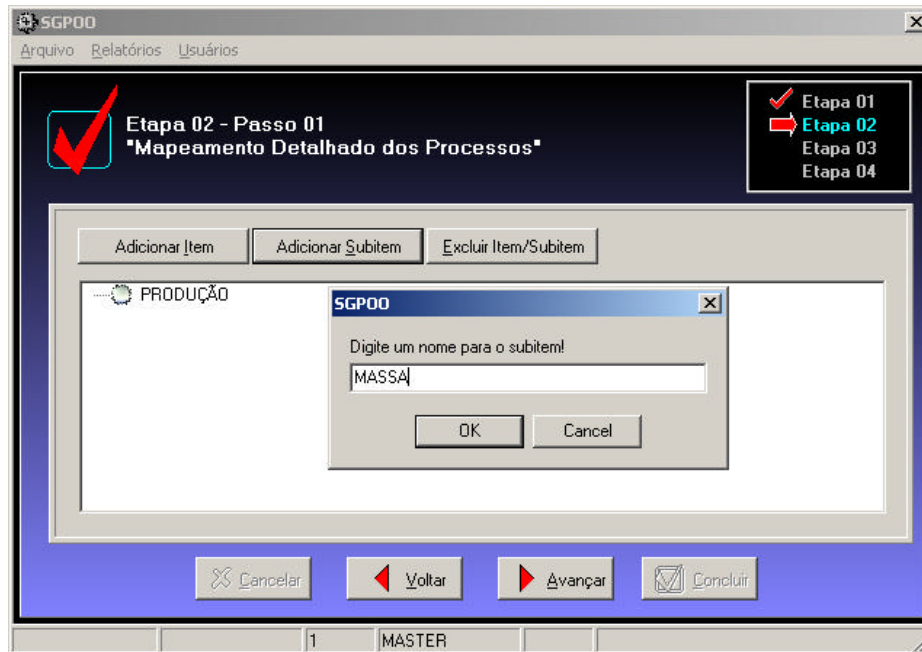 SGPOO
Arquivo Relatórios Usuários
Etapa 02 - Passo 01
"Mapeamento Detalhado dos Processos"
Etapa 01
Etapa 02
Etapa 03
Etapa 04
Adicionar Item Adicionar Subitem Excluir Item/Subitem
PRODUÇÃO
SGPOO
Digite um nome para o subitem!
MASSA
OK Cancel
Cancelar Voltar Avançar Concluir
1 MASTER